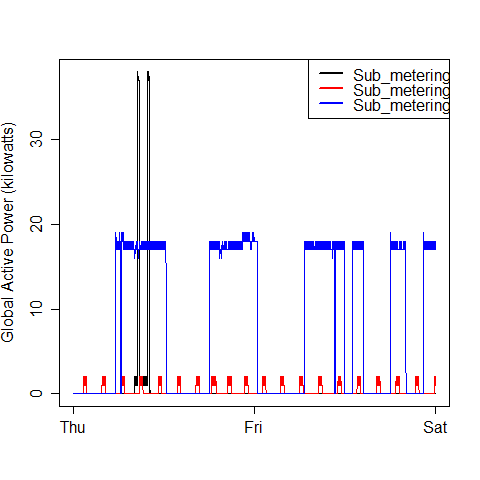 Sub_metering
Sub_metering
Sub_metering
Global Active Power (kilowatts)
30
20
10
0
Thu Fri Sat